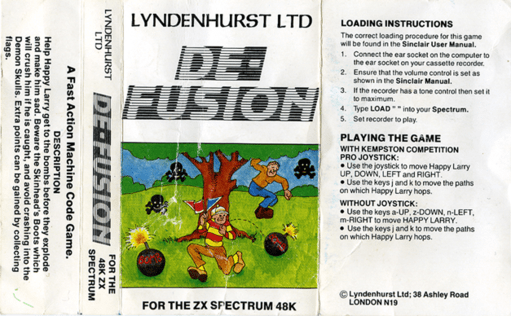 Help Happy Larry get to the bombs before they explode
and make him sad. Beware the Skinhead's Boots which
will crush him if he is caught, and avoid crashing into the
Demon Skulls. Extra points can be gained by collecting
flags.
DESCRIPTION
A Fast Action Machine Code Game.
LYNDENHURST
LTD
DE-FUSION
FOR THE
48K ZX
SPECTRUM
LYNDENHURST LTD
DE-
FUSION
FOR THE ZX SPECTRUM 48K
LOADING INSTRUCTIONS
The correct loading procedure for this game
will be found in the Sinclair User Manual.
1. Connect the ear socket on the computer to
the ear socket on your cassette recorder.
2. Ensure that the volume control is set as
shown in the Sinclair Manual.
3. If the recorder has a tone control then set it
to maximum.
4. Type LOAD " " into your Spectrum.
5. Set recorder to play.
PLAYING THE GAME
WITH KEMPSTON COMPETITION
PRO JOYSTICK:
● Use the joystick to move Happy Larry
UP, DOWN, LEFT and RIGHT.
● Use the keys j and k to move the paths
on which Happy Larry hops.
WITHOUT JOYSTICK:
● Use the keys a-UP, z-DOWN, n-LEFT,
m-RIGHT to move HAPPY LARRY.
● Use the keys j and k to move the paths
on which Happy Larry hops.
© Lyndenhurst Ltd; 38 Ashley Road
LONDON N19